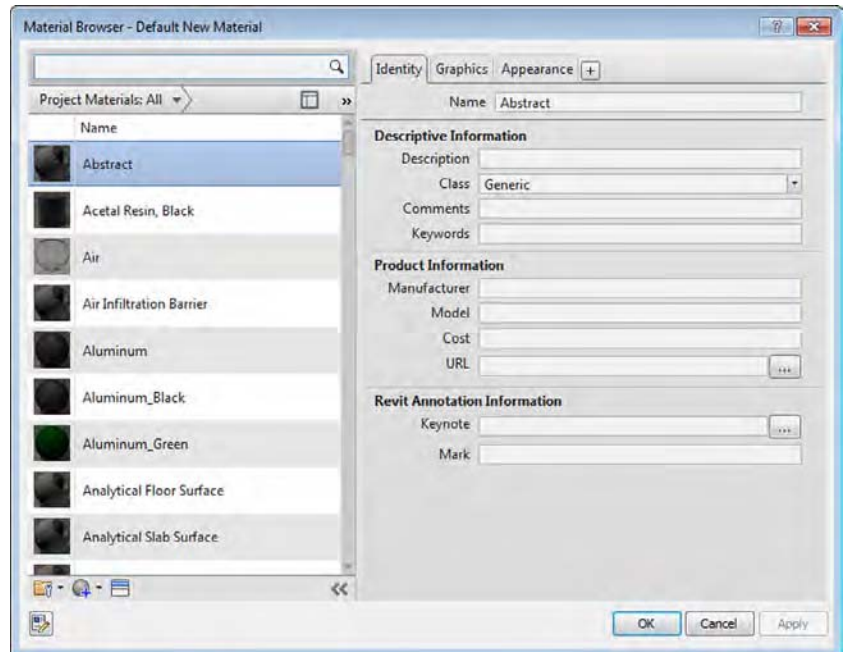 Material Browser - Default New Material
Project Materials: All
Name
Abstract
Acetal Resin, Black
Air
Air Infiltration Barrier
Aluminum
Aluminum_Black
Aluminum_Green
Analytical Floor Surface
Analytical Slab Surface
Identity Graphics Appearance +
Name Abstract
Descriptive Information
Description
Class Generic
Comments
Keywords
Product Information
Manufacturer
Model
Cost
URL ...
Revit Annotation Information
Keynote ...
Mark
OK Cancel Apply